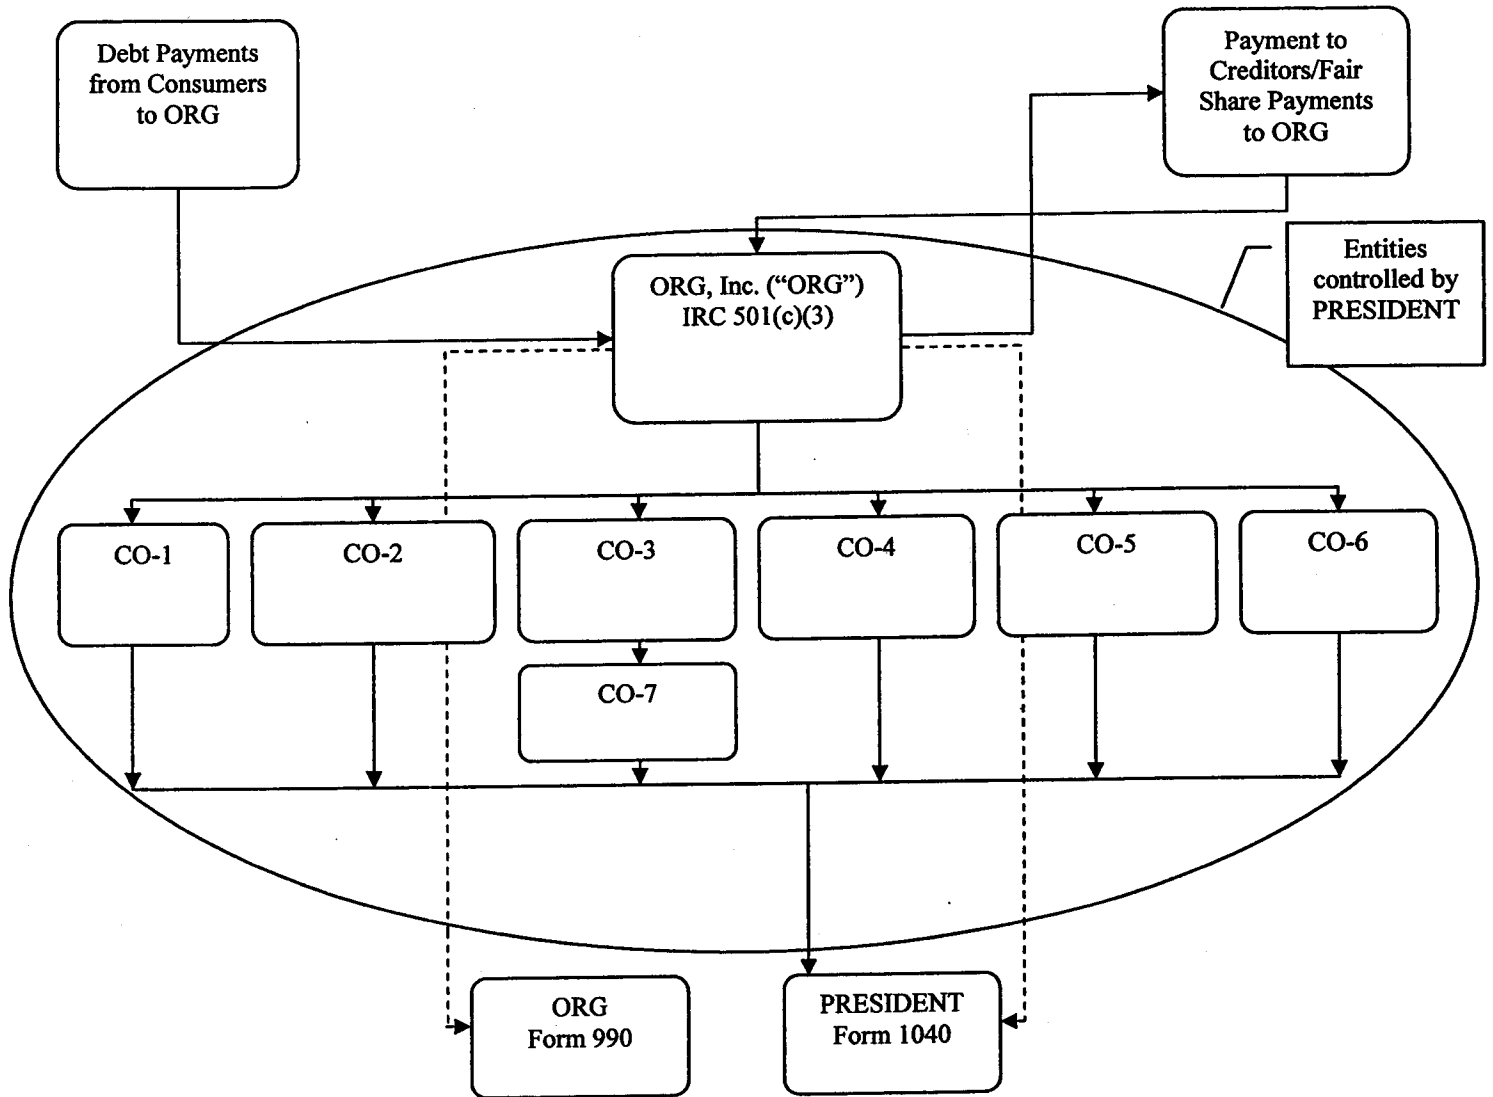 Debt Payments
from Consumers
to ORG
Payment to
Creditors/Fair
Share Payments
to ORG
Entities
controlled by
PRESIDENT
ORG, Inc. (“ORG”)
IRC 501(c)(3)
CO-1
CO-2
CO-3
CO-4
CO-5
CO-6
CO-7
ORG
Form 990
PRESIDENT
Form 1040